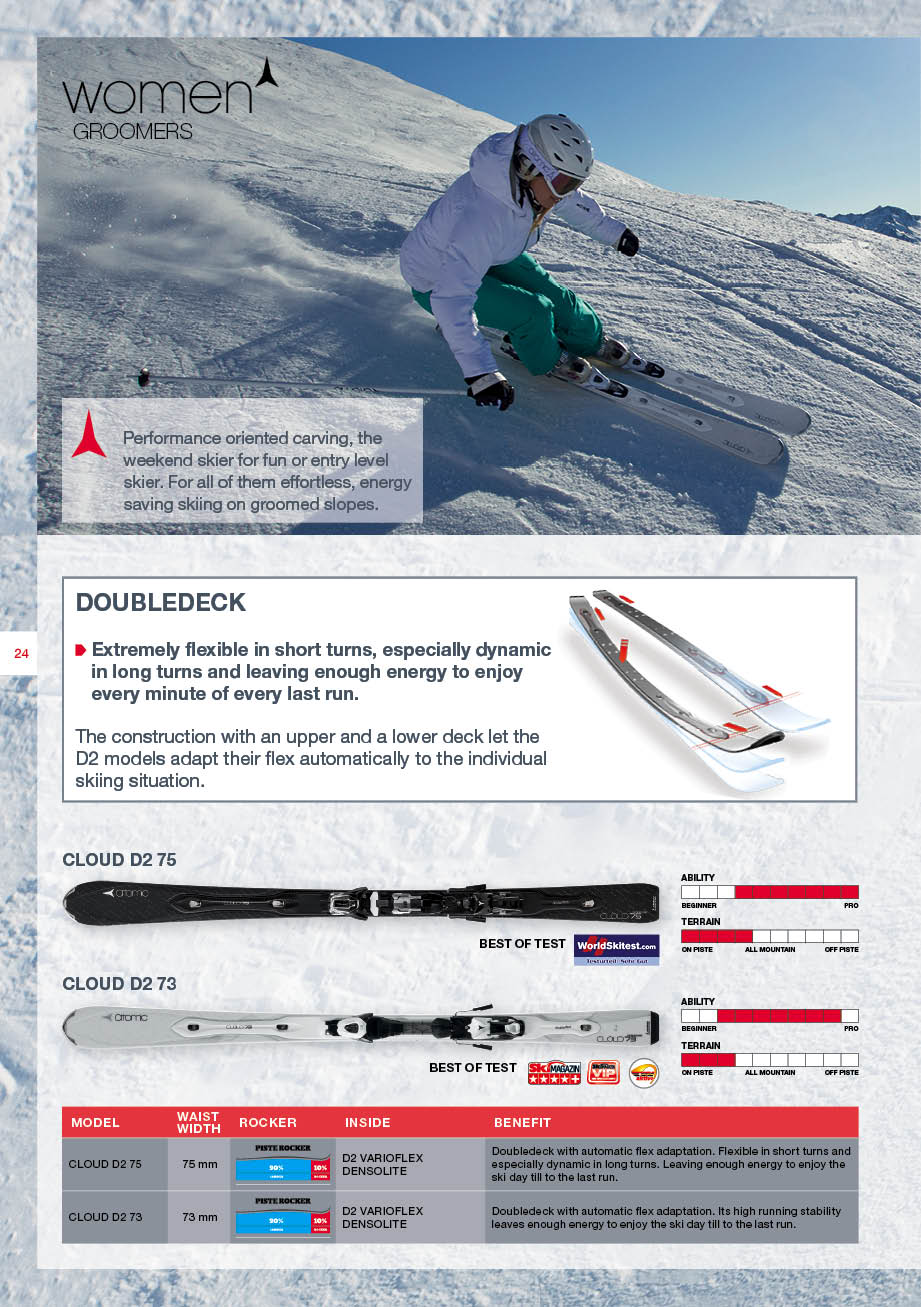 women
GROOMERS
Performance oriented carving, the
weekend skier for fun or entry level
skier. For all of them effortless, energy
saving skiing on groomed slopes.
DOUBLEDECK
Extremely flexible in short turns, especially dynamic
in long turns and leaving enough energy to enjoy
every minute of every last run.
24
The construction with an upper and a lower deck let the
D2 models adapt their flex automatically to the individual
skiing situation.
CLOUD D2 75
ATOMIC
CLOUD 75
ABILITY
BEGINNER PRO
TERRAIN
ON PISTE ALL MOUNTAIN OFF PISTE
BEST OF TEST WorldSkitest.com
Testurteil: Sehr Gut
CLOUD D2 73
ATOMIC
CLOUD 73
CLOUD 73
ABILITY
BEGINNER PRO
TERRAIN
ON PISTE ALL MOUNTAIN OFF PISTE
BEST OF TEST SkiMAGAZIN VIP
MODEL WAIST WIDTH ROCKER INSIDE BENEFIT
CLOUD D2 75 75 mm PISTE ROCKER 90% 10% D2 VARIOFLEX DENSOLITE
Doubledeck with automatic flex adaptation. Flexible in short turns and
especially dynamic in long turns. Leaving enough energy to enjoy the
ski day till to the last run.
CLOUD D2 73 73 mm PISTE ROCKER 90% 10% D2 VARIOFLEX DENSOLITE
Doubledeck with automatic flex adaptation. Its high running stability
leaves enough energy to enjoy the ski day till to the last run.